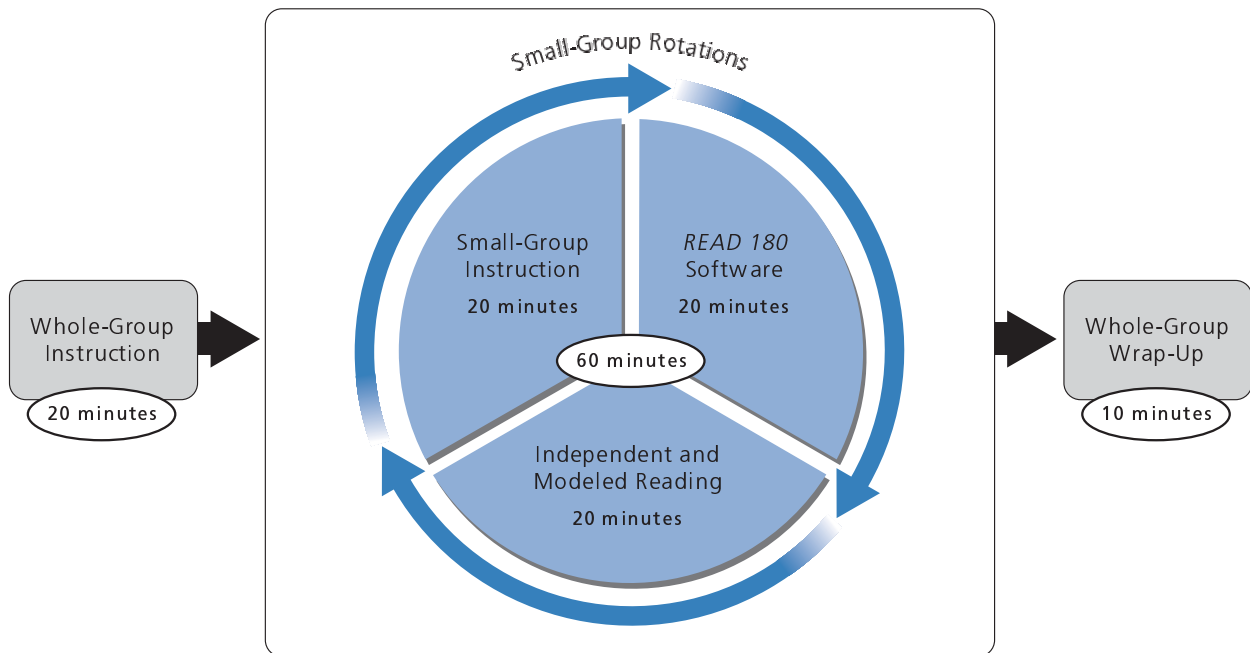 Small-Group Rotations
Whole-Group
Instruction
20 minutes
Small-Group
Instruction
20 minutes
READ 180
Software
20 minutes
60 minutes
Independent and
Modeled Reading
20 minutes
Whole-Group
Wrap-Up
10 minutes